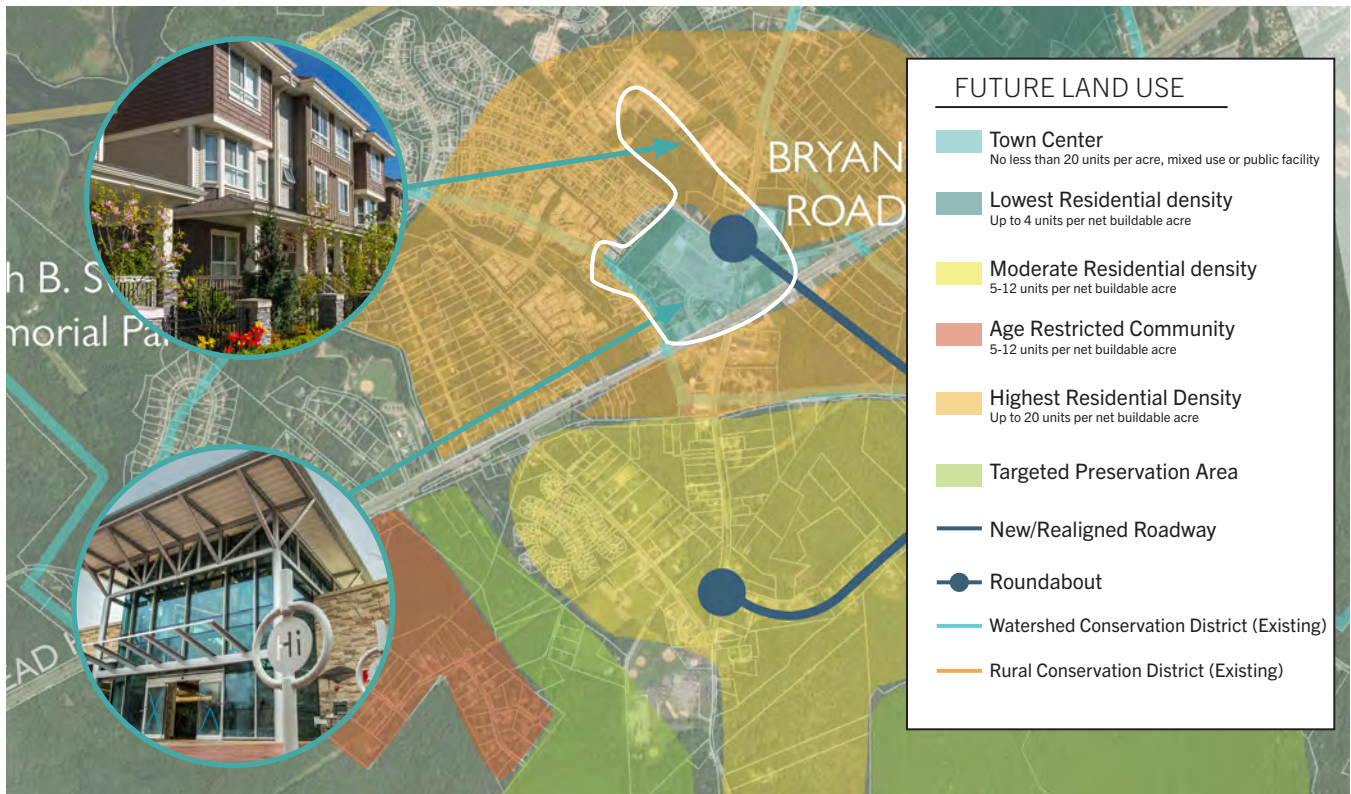 BRYAN
ROAD
h B. S
morial Pa
EAD
Hi
FUTURE LAND USE
Town Center
No less than 20 units per acre, mixed use or public facility
Lowest Residential density
Up to 4 units per net buildable acre
Moderate Residential density
5-12 units per net buildable acre
Age Restricted Community
5-12 units per net buildable acre
Highest Residential Density
Up to 20 units per net buildable acre
Targeted Preservation Area
New/Realigned Roadway
Roundabout
Watershed Conservation District (Existing)
Rural Conservation District (Existing)